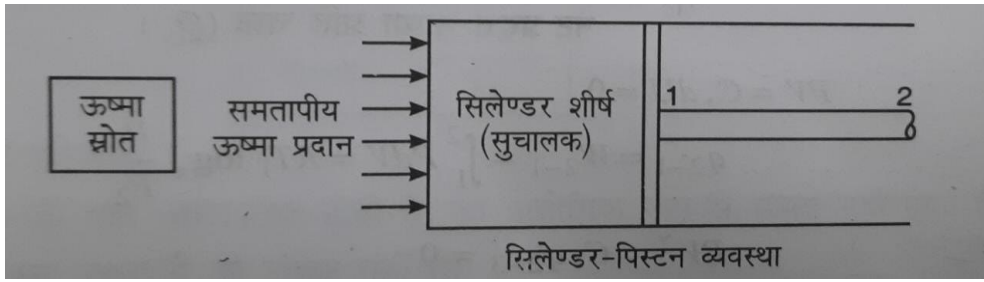 ऊष्मा
स्रोत
समतापीय
ऊष्मा प्रदान
सिलेण्डर शीर्ष
(सुचालक)
1
2
सिलेण्डर-पिस्टन व्यवस्था